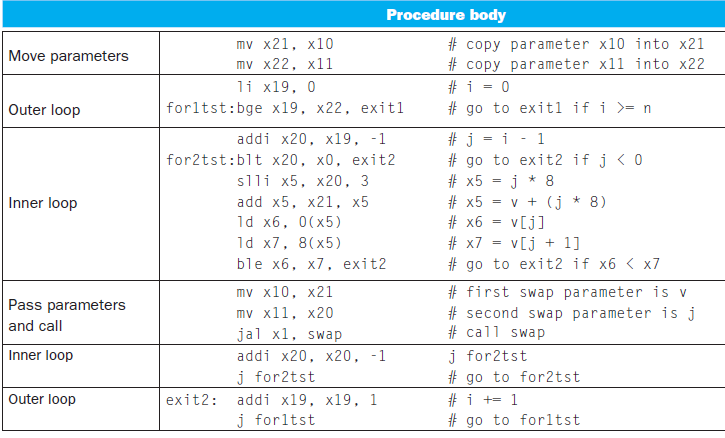 Procedure body
Move parameters
mv x21, x10 # copy parameter x10 into x21
mv x22, x11 # copy parameter x11 into x22
Outer loop
li x19, 0 # i = 0
for1tst:bge x19, x22, exit1 # go to exit1 if i >= n
Inner loop
addi x20, x19, -1 # j = i - 1
for2tst:blt x20, x0, exit2 # go to exit2 if j < 0
slli x5, x20, 3 # x5 = j * 8
add x5, x21, x5 # x5 = v + (j * 8)
ld x6, 0(x5) # x6 = v[j]
ld x7, 8(x5) # x7 = v[j + 1]
ble x6, x7, exit2 # go to exit2 if x6 < x7
Pass parameters
and call
mv x10, x21 # first swap parameter is v
mv x11, x20 # second swap parameter is j
jal x1, swap # call swap
Inner loop
addi x20, x20, -1 j for2tst
j for2tst # go to for2tst
Outer loop
exit2: addi x19, x19, 1 # i += 1
j for1tst # go to for1tst